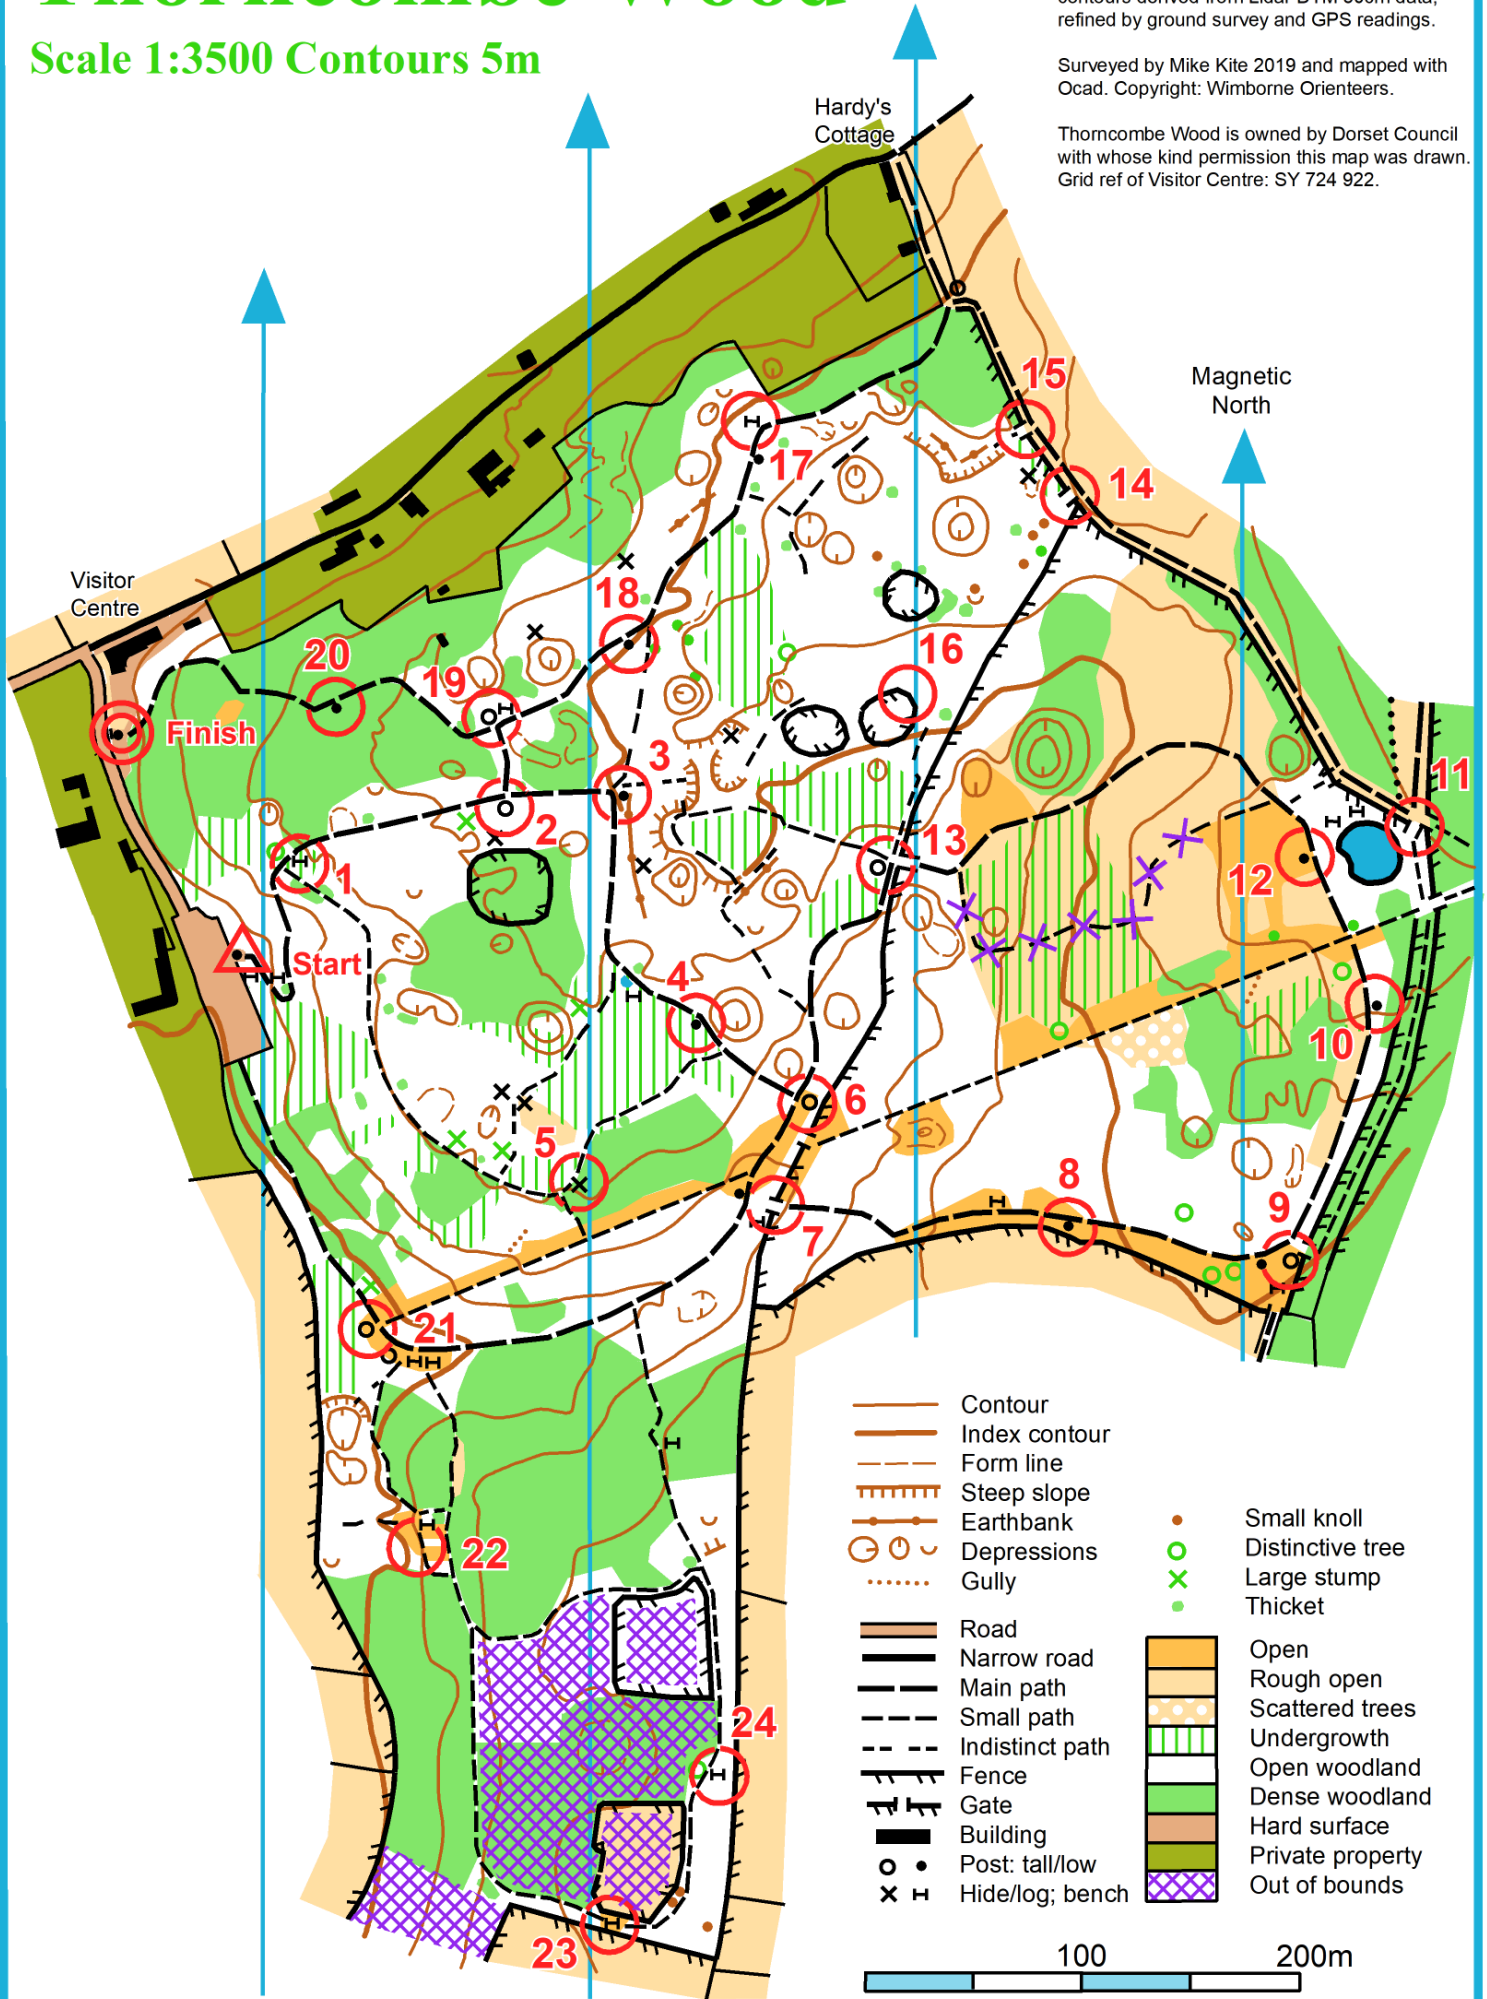 Thorncombe Wood
Scale 1:3500 Contours 5m
contours derived from Lidar DTM
refined by ground survey and GPS readings.
Surveyed by Mike Kite 2019 and mapped with
Ocad. Copyright: Wimborne Orienteers.
Thorncombe Wood is owned by Dorset Council
with whose kind permission this map was drawn.
Grid ref of Visitor Centre: SY 724 922.
Hardy's
Cottage
Magnetic
North
15
14
17
Visitor
Centre
18
16
20
19
Finish
3
11
2
13
12
1
Start
4
10
6
5
8
9
7
21
22
24
23
Contour
Index contour
Form line
Steep slope
Earthbank
Depressions
Gully
Road
Narrow road
Main path
Small path
Indistinct path
Fence
Gate
Building
Post: tall/low
Hide/log; bench
Small knoll
Distinctive tree
Large stump
Thicket
Open
Rough open
Scattered trees
Undergrowth
Open woodland
Dense woodland
Hard surface
Private property
Out of bounds
100
200m